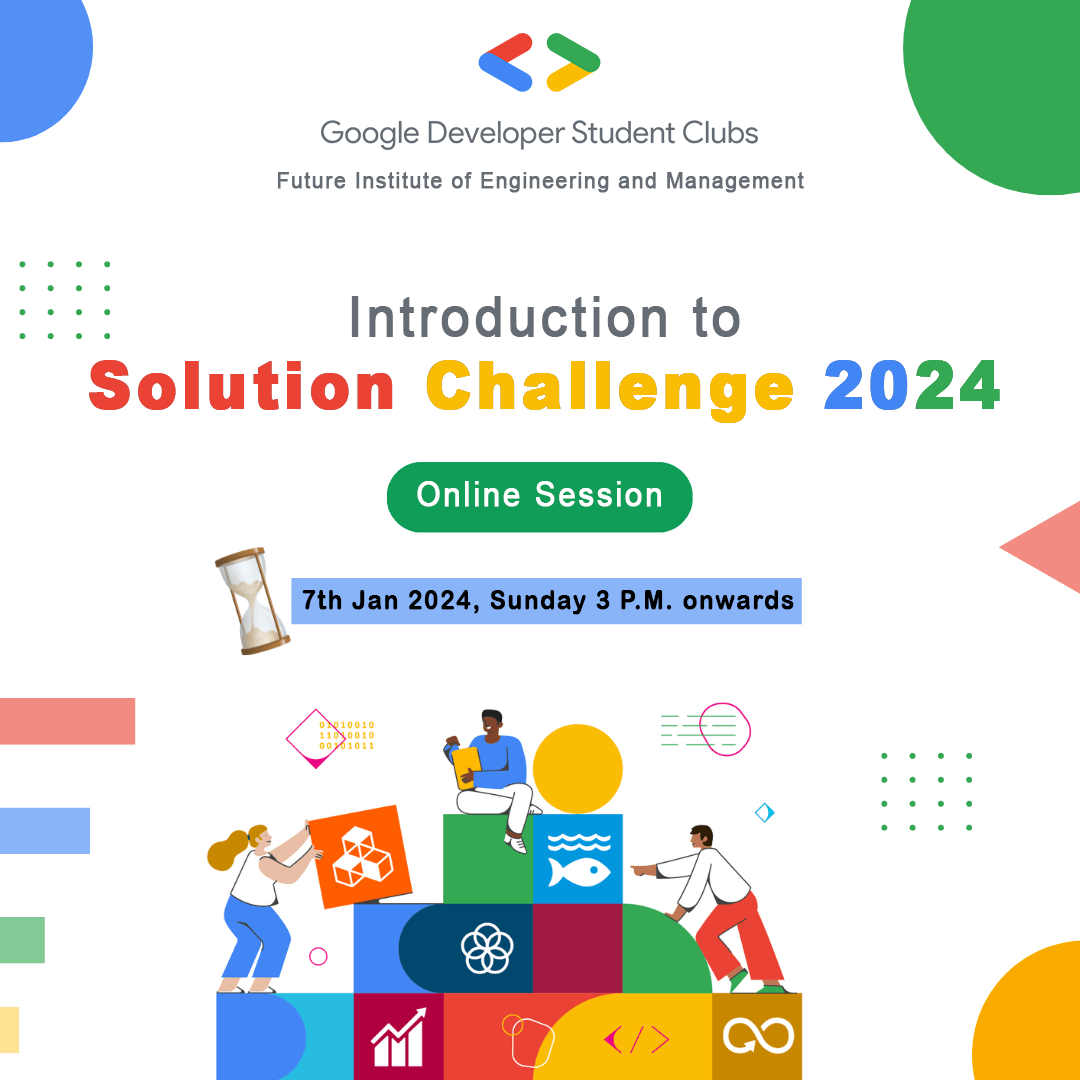 Google Developer Student Clubs
Future Institute of Engineering and Management
Introduction to
Solution Challenge 2024
Online Session
7th Jan 2024, Sunday 3 P.M. onwards
01010010
11010010
00101011